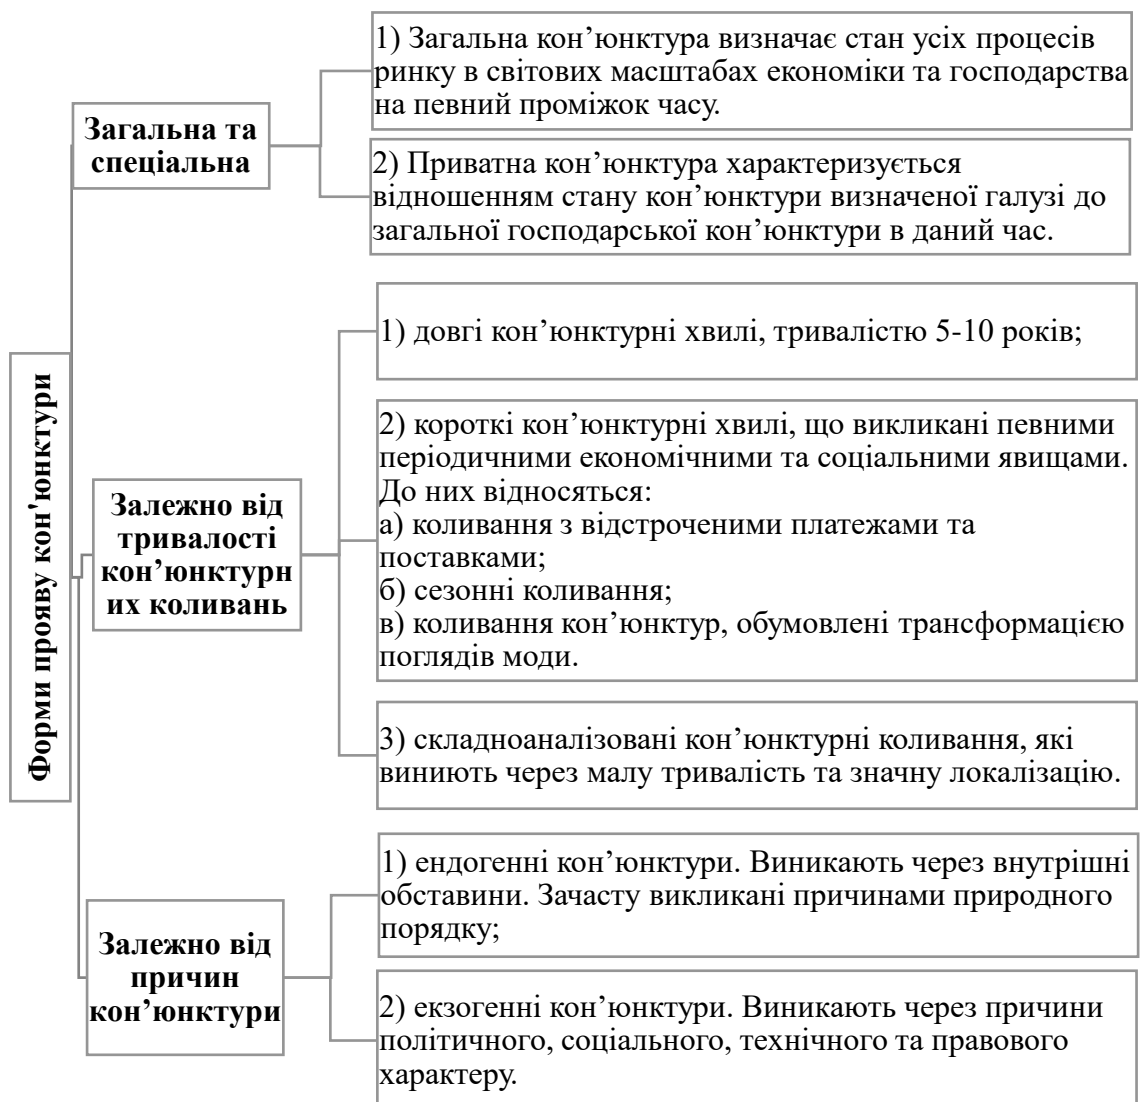 Форми прояву кон'юнктури
Загальна та
спеціальна
1) Загальна кон’юнктура визначає стан усіх процесів
ринку в світових масштабах економіки та господарства
на певний проміжок часу.
2) Приватна кон’юнктура характеризується
відношенням стану кон’юнктури визначеної галузі до
загальної господарської кон’юнктури в даний час.
Залежно від
тривалості
кон’юнктурн
их коливань
1) довгі кон’юнктурні хвилі, тривалістю 5-10 років;
2) короткі кон’юнктурні хвилі, що викликані певними
періодичними економічними та соціальними явищами.
До них відносяться:
а) коливання з відстроченими платежами та
поставками;
б) сезонні коливання;
в) коливання кон’юнктур, обумовлені трансформацією
поглядів моди.
3) складноаналізовані кон’юнктурні коливання, які
виниють через малу тривалість та значну локалізацію.
Залежно від
причин
кон’юнктури
1) ендогенні кон’юнктури. Виникають через внутрішні
обставини. Зачасту викликані причинами природного
порядку;
2) екзогенні кон’юнктури. Виникають через причини
політичного, соціального, технічного та правового
характеру.